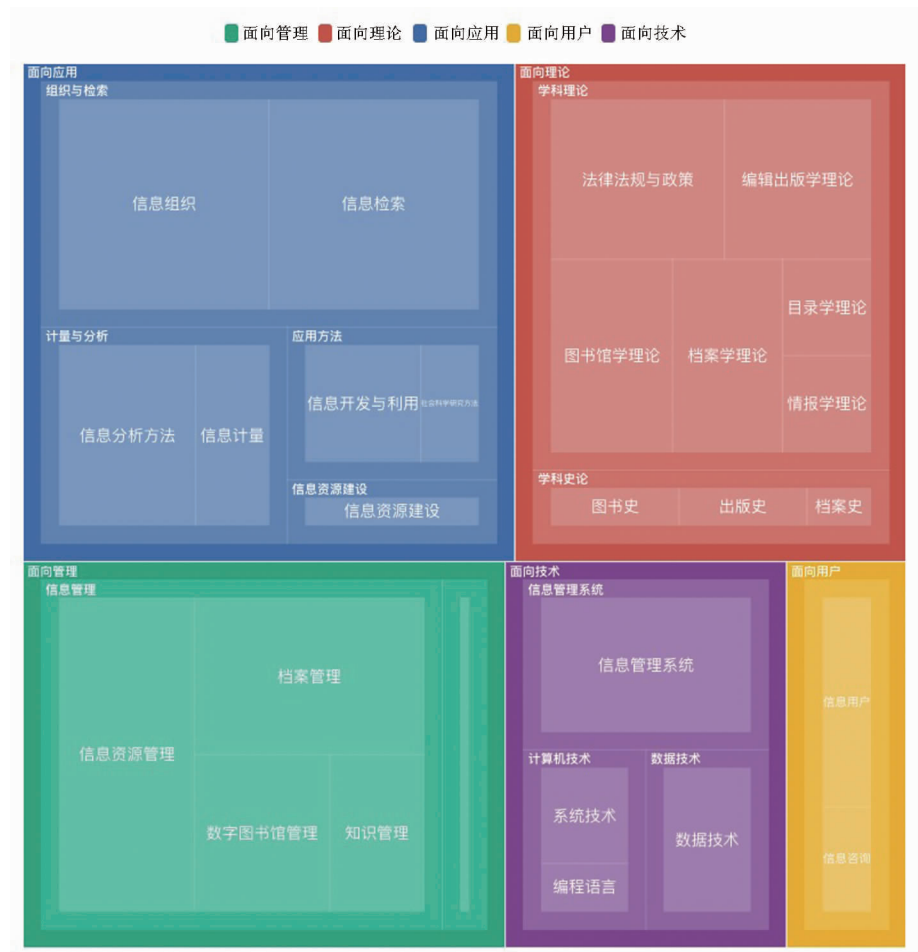 面向管理 面向理论 面向应用 面向用户 面向技术
面向应用
组织与检索
信息组织
信息检索
计量与分析
信息分析方法
信息计量
应用方法
信息开发与利用
社会科学研究方法
信息资源建设
信息资源建设
面向理论
学科理论
法律法规与政策
编辑出版学理论
图书馆学理论
档案学理论
目录学理论
情报学理论
学科史论
图书史
出版史
档案史
面向管理
信息管理
信息资源管理
档案管理
数字图书馆管理
知识管理
面向技术
信息管理系统
信息管理系统
计算机技术
系统技术
编程语言
数据技术
数据技术
面向用户
信息用户
信息咨询